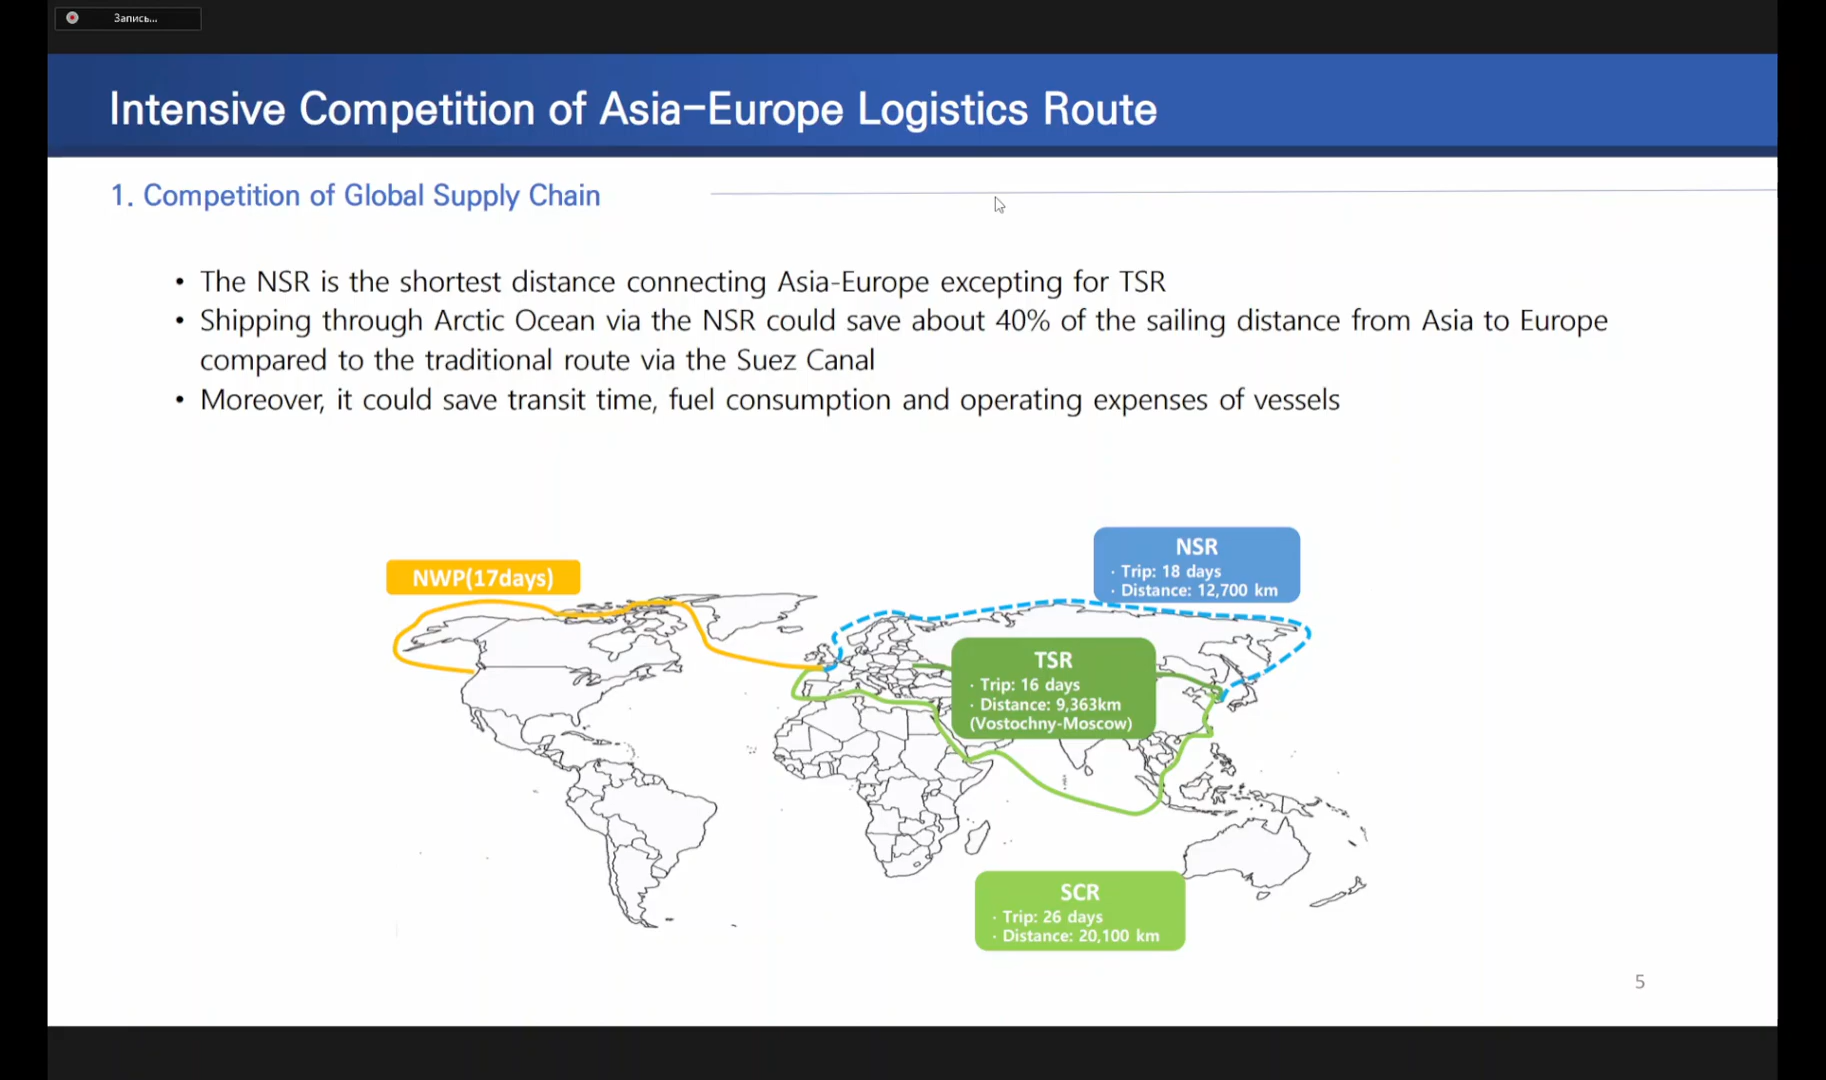 Запись...
Intensive Competition of Asia-Europe Logistics Route
1. Competition of Global Supply Chain
• The NSR is the shortest distance connecting Asia-Europe excepting for TSR
• Shipping through Arctic Ocean via the NSR could save about 40% of the sailing distance from Asia to Europe
compared to the traditional route via the Suez Canal
• Moreover, it could save transit time, fuel consumption and operating expenses of vessels
NWP(17days)
NSR
· Trip: 18 days
· Distance: 12,700 km
TSR
· Trip: 16 days
· Distance: 9,363km
(Vostochny-Moscow)
SCR
· Trip: 26 days
· Distance: 20,100 km
5